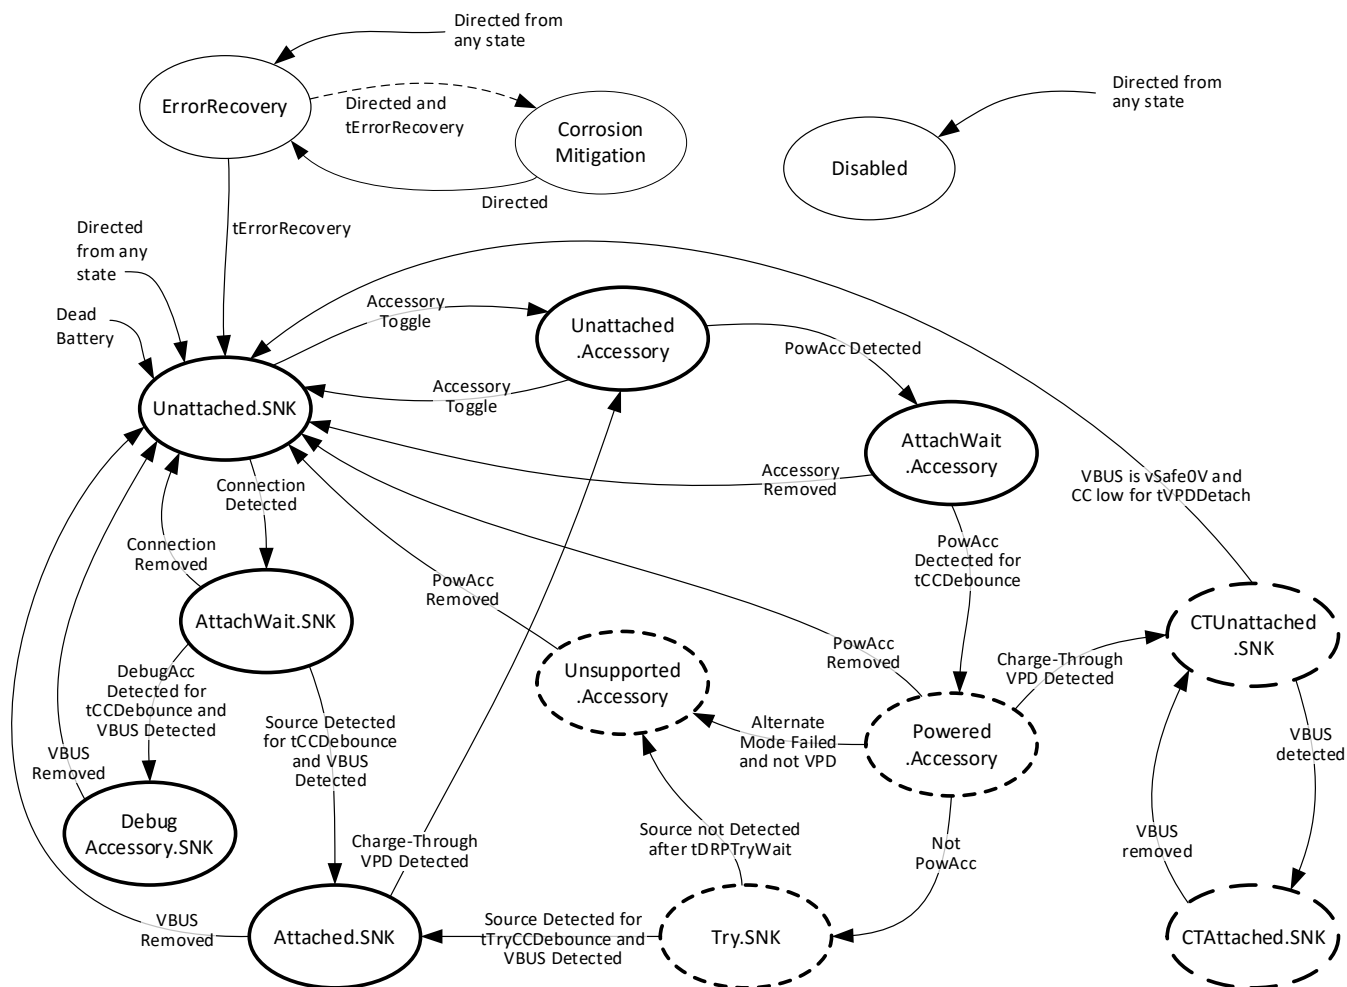 Directed from
any state
ErrorRecovery
Directed and
tErrorRecovery
Corrosion
Mitigation
Directed
Directed from
any state
Disabled
tErrorRecovery
Directed
from any
state
Dead
Battery
Accessory
Toggle
Unattached
.Accessory
PowAcc Detected
Accessory
Toggle
Unattached.SNK
AttachWait
.Accessory
Accessory
Removed
VBUS is vSafe0V and
CC low for tVPDDetach
Connection
Detected
Connection
Removed
PowAcc
Dectected for
tCCDebounce
PowAcc
Removed
AttachWait.SNK
CTUnattached
.SNK
PowAcc
Removed
Charge-Through
VPD Detected
Unsupported
.Accessory
DebugAcc
Detected for
tCCDebounce and
VBUS Detected
Source Detected
for tCCDebounce
and VBUS
Detected
Alternate
Mode Failed
and not VPD
Powered
.Accessory
VBUS
detected
VBUS
Removed
Debug
Accessory.SNK
Charge-Through
VPD Detected
Source not Detected
after tDRPTryWait
Not
PowAcc
VBUS
removed
VBUS
Removed
Attached.SNK
Source Detected for
tTryCCDebounce and
VBUS Detected
Try.SNK
CTAttached.SNK